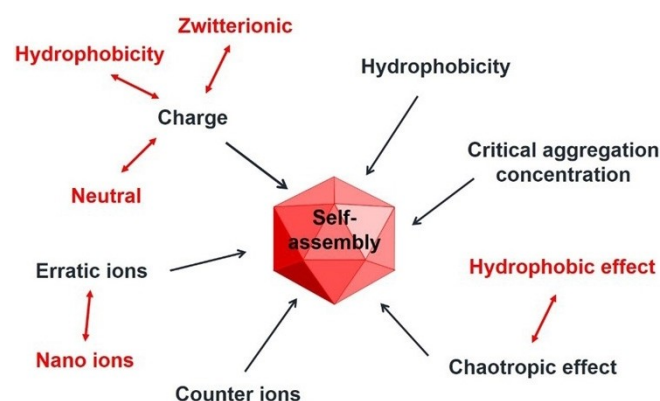 Zwitterionic
Hydrophobicity
Hydrophobicity
Charge
Critical aggregation
concentration
Neutral
Self-
assembly
Erratic ions
Hydrophobic effect
Nano ions
Chaotropic effect
Counter ions